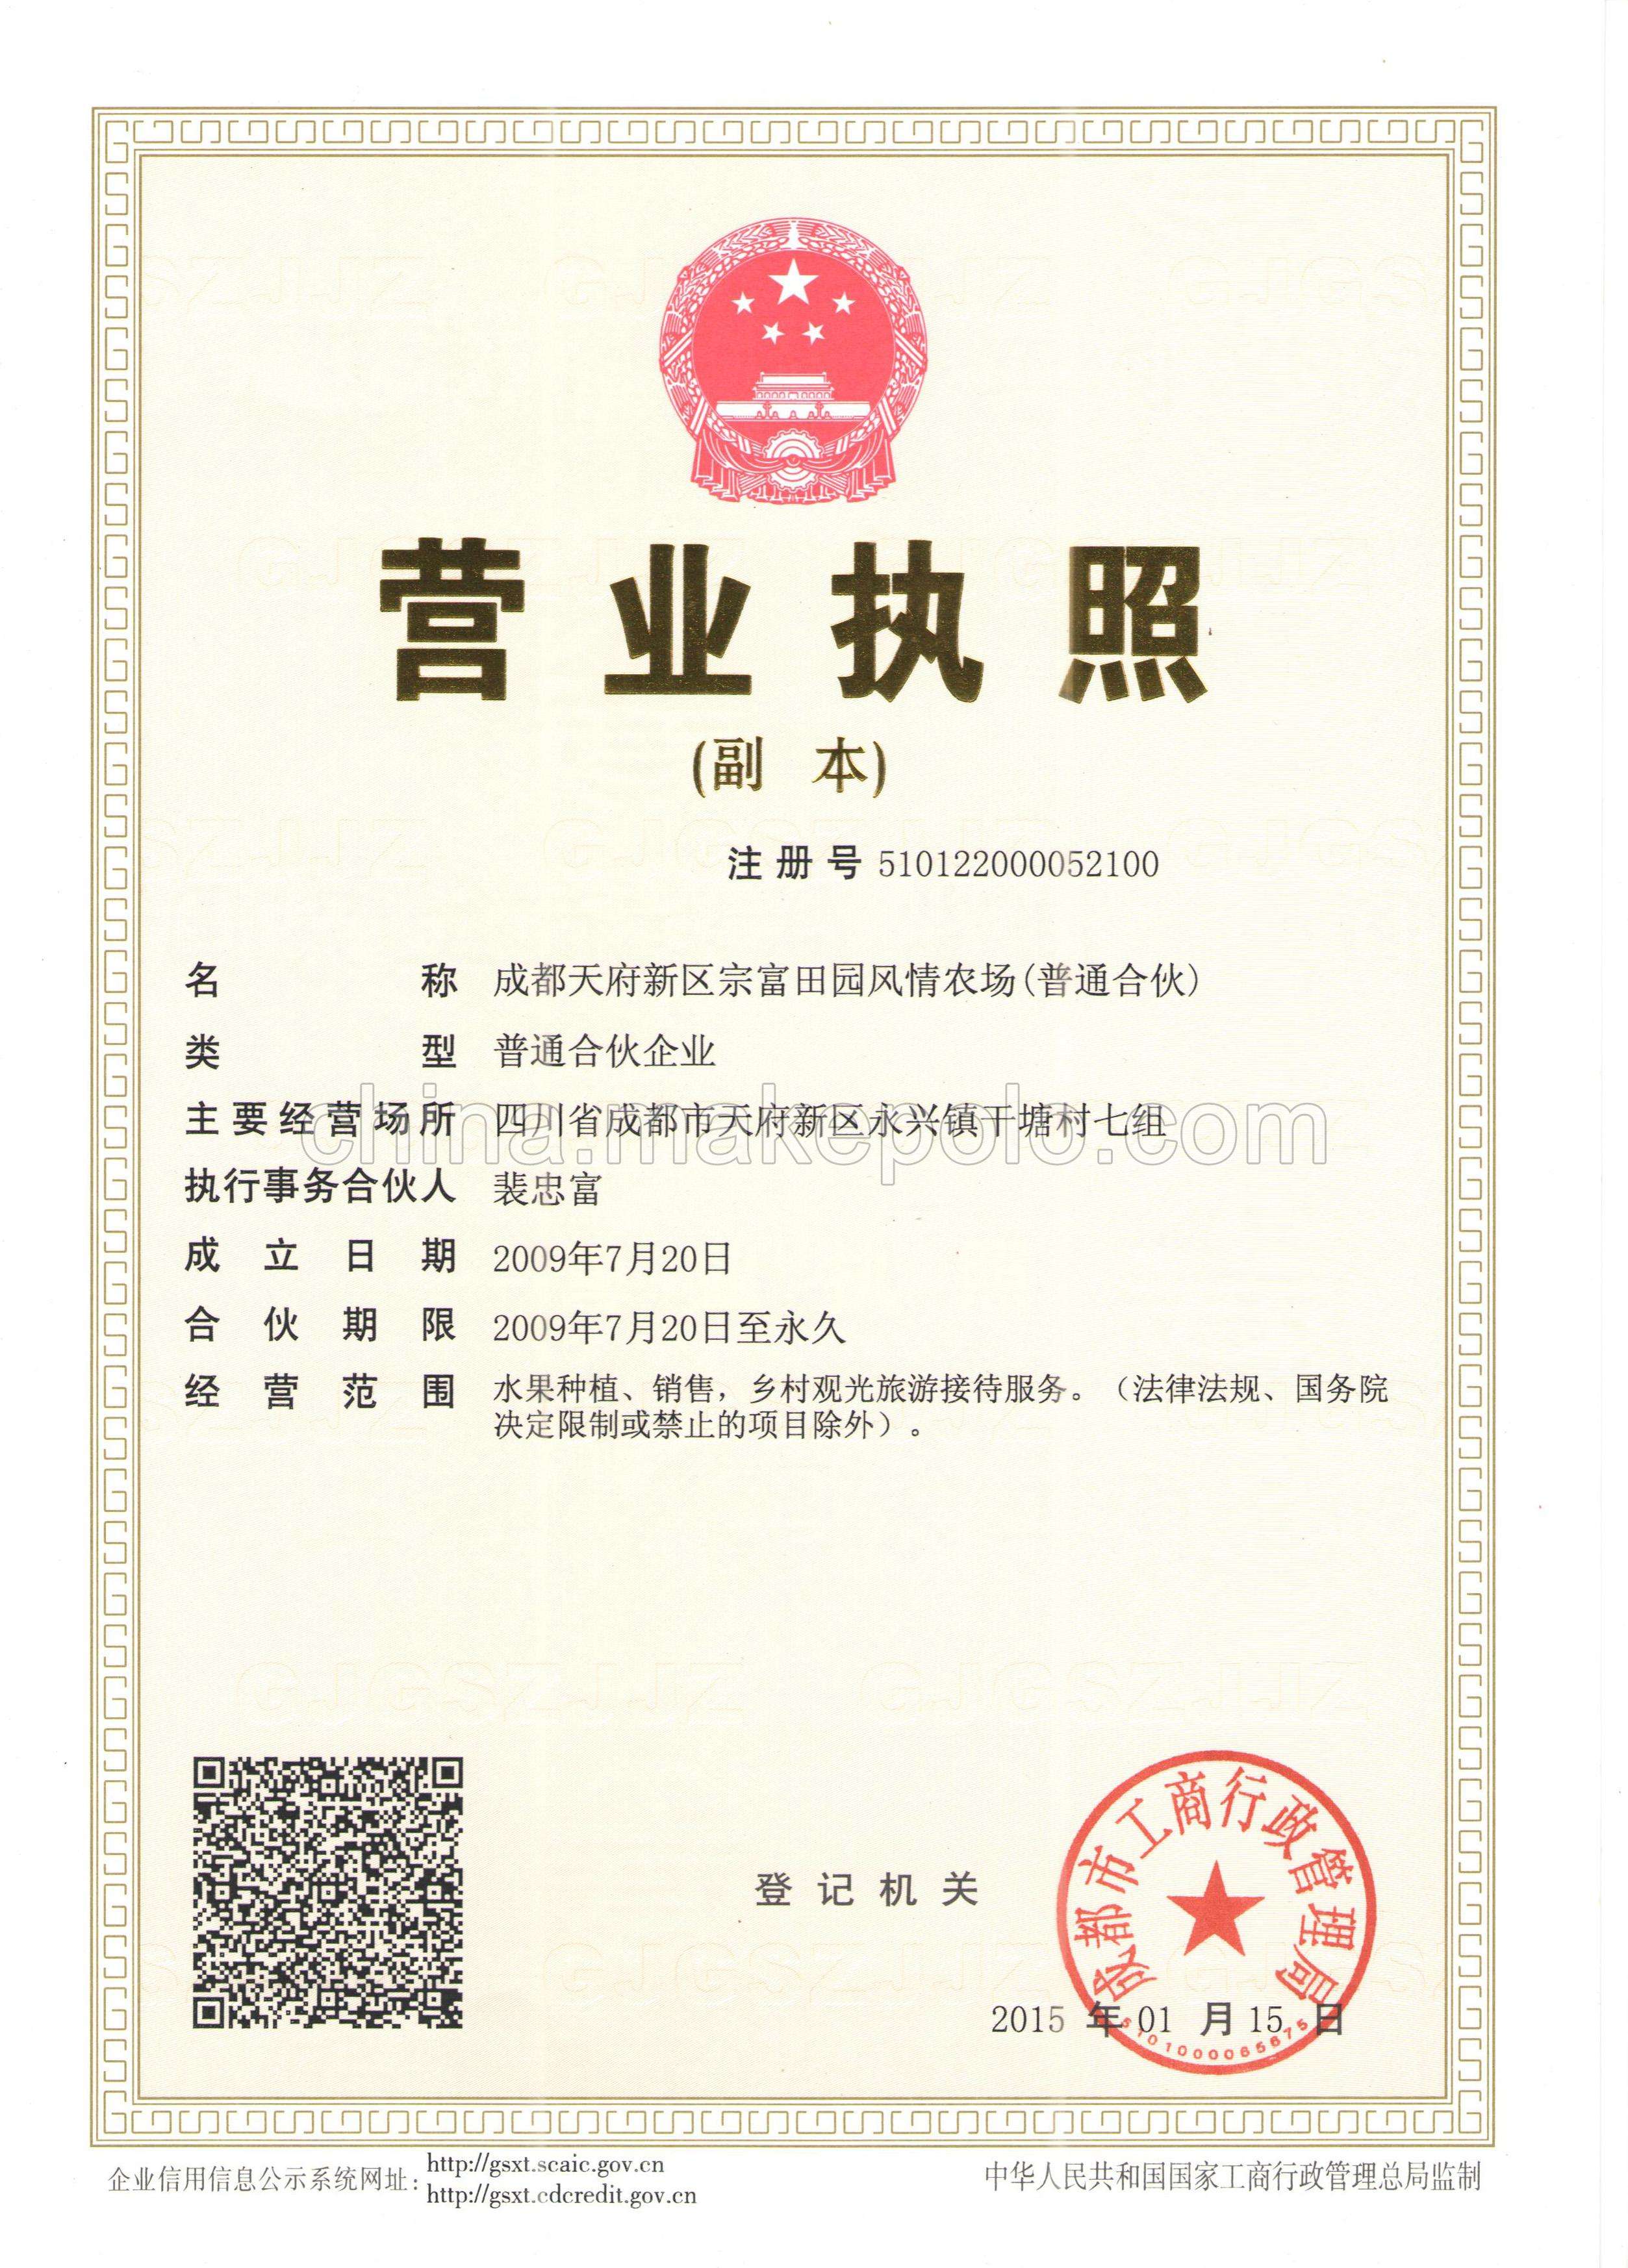 营业执照
(副 本)
注册号 510122000052100
名称 成都天府新区宗富田园风情农场(普通合伙)
类型 普通合伙企业
主要经营场所 四川省成都市天府新区永兴镇干塘村七组
china.makepolo.com
执行事务合伙人 裴忠富
成立日期 2009年7月20日
合伙期限 2009年7月20日至永久
经营范围 水果种植、销售，乡村观光旅游接待服务。（法律法规、国务院
决定限制或禁止的项目除外）。
成都市工商行政管理局
登记机关
2015 年 01 月 15 日
5101000065675
企业信用信息公示系统网址: http://gsxt.scaic.gov.cn
http://gsxt.cdcredit.gov.cn
中华人民共和国国家工商行政管理总局监制